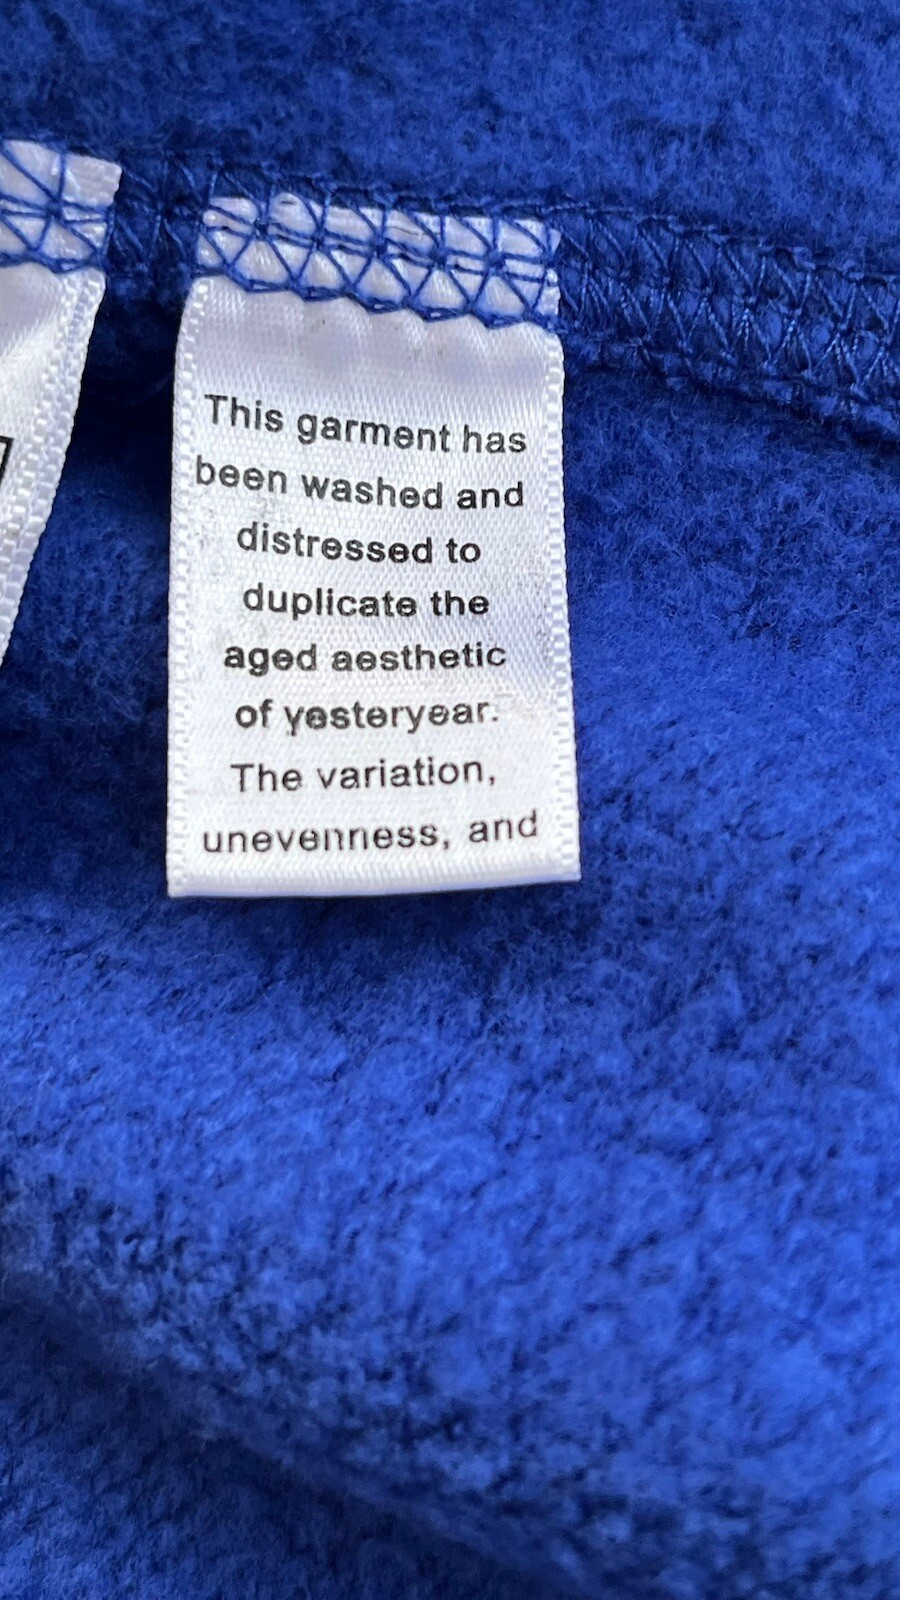 This garment has
been washed and
distressed to
duplicate the
aged aesthetic
of yesteryear.
The variation,
unevenness, and